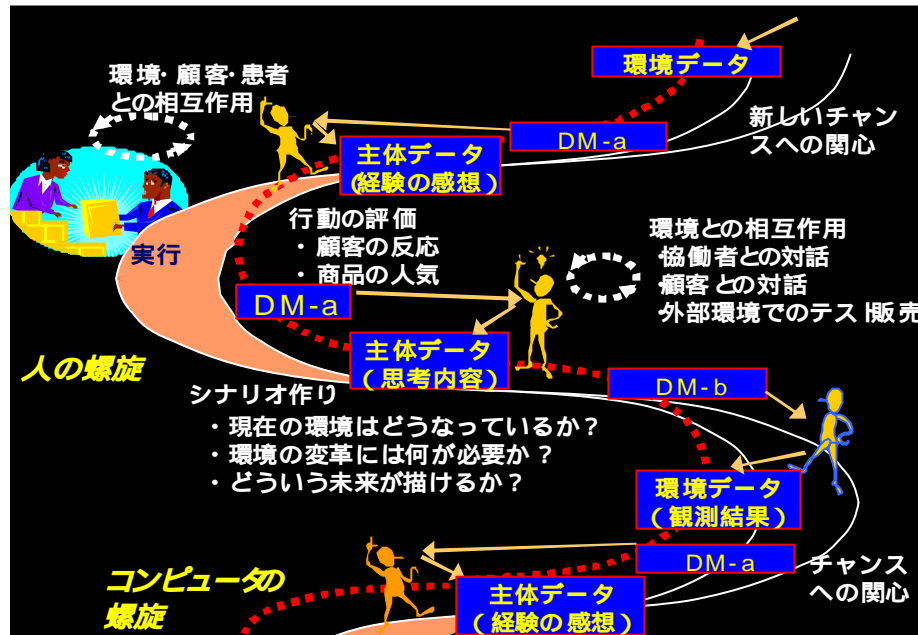 環境データ
環境・顧客・患者
との相互作用
DM-a
新しいチャン
スへの関心
主体データ
(経験の感想)
行動の評価
・ 顧客の反応
・ 商品の人気
実行
環境との相互作用
・協働者との対話
・顧客との対話
・外部環境でのテスト販売
DM-a
主体データ
(思考内容)
人の螺旋
シナリオ作り
DM-b
・ 現在の環境はどうなっているか?
・ 環境の変革には何が必要か?
・ どういう未来が描けるか?
環境データ
(観測結果)
DM-a
チャンス
への関心
コンピュータの
螺旋
主体データ
(経験の感想)